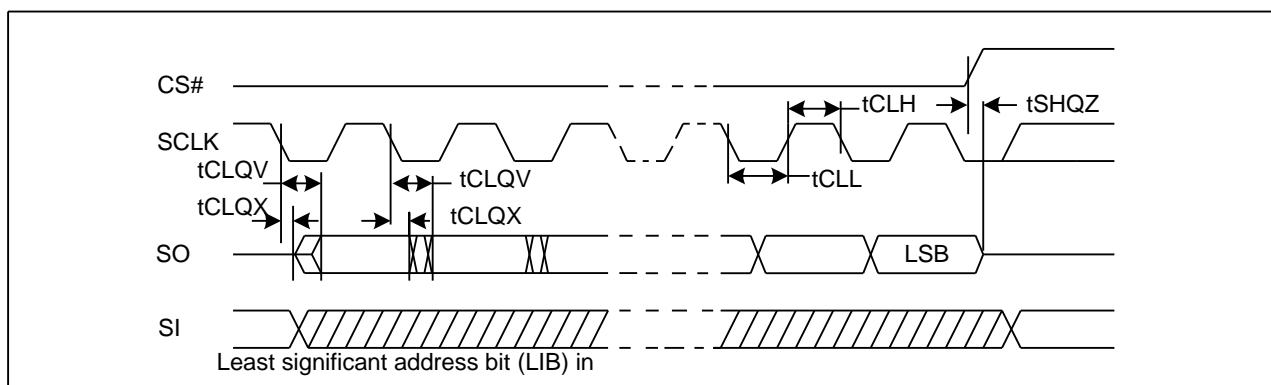 CS#
tCLH
tSHQZ
SCLK
tCLQV
tCLQV
tCLL
tCLQX
tCLQX
SO
LSB
SI
Least significant address bit (LIB) in